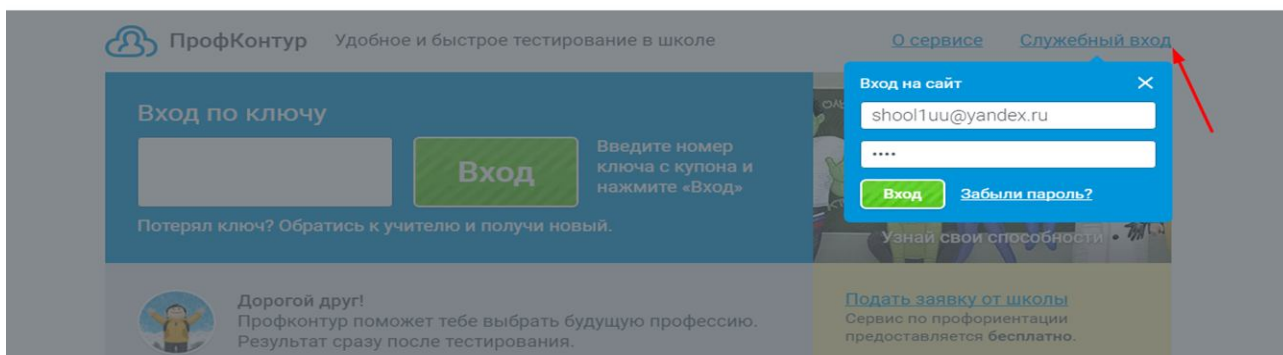 ПрофКонтур Удобное и быстрое тестирование в школе О сервисе Служебный вход
Вход на сайт
shool1uu@yandex.ru
····
Вход Забыли пароль?
Вход по ключу
Вход
Введите номер
ключа с купона и
нажмите «Вход»
Потерял ключ? Обратись к учителю и получи новый.
Узнай свои способности
Дорогой друг!
Профконтур поможет тебе выбрать будущую профессию.
Результат сразу после тестирования.
Подать заявку от школы
Сервис по профориентации
предоставляется бесплатно.